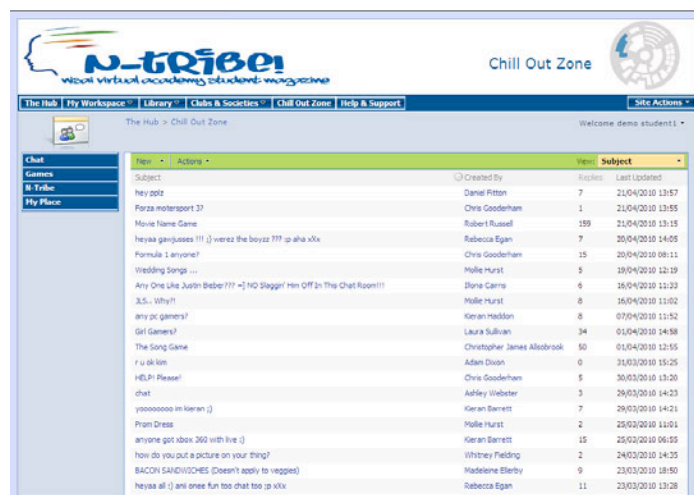 N-TRIBE!
nisai virtual academy student magazine
Chill Out Zone
The Hub My Workspace Library Clubs & Societies Chill Out Zone Help & Support Site Actions
The Hub > Chill Out Zone Welcome demo student1
Chat
Games
N-Tribe
My Place
New Actions View: Subject
Subject Created By Replies Last Updated
hey pplz Daniel Fitton 7 21/04/2010 13:57
Forza motersport 3? Chris Gooderham 1 21/04/2010 13:55
Movie Name Game Robert Russell 159 21/04/2010 13:15
heyaa gawjusses !!! ;) werez the boyzz ??? :p aha xXx Rebecca Egan 7 20/04/2010 14:05
Formula 1 anyone? Chris Gooderham 15 20/04/2010 08:11
Wedding Songs ... Mollie Hurst 5 19/04/2010 12:19
Any One Like Justin Bieber??? =] NO Slaggin' Him Off In This Chat Room!!! Ilona Cairns 6 16/04/2010 11:33
JLS... Why?! Mollie Hurst 8 16/04/2010 11:02
any pc gamers? Kieran Haddon 8 07/04/2010 11:52
Girl Gamers? Laura Sullivan 34 01/04/2010 14:58
The Song Game Christopher James Allsobrook 50 01/04/2010 12:55
r u ok kim Adam Dixon 0 31/03/2010 15:25
HELP! Please! Chris Gooderham 5 30/03/2010 13:20
chat Ashley Webster 3 29/03/2010 14:23
yoooooooo im kieran ;) Kieran Barrett 7 29/03/2010 14:21
Prom Dress Mollie Hurst 2 25/03/2010 11:01
anyone got xbox 360 with live :) Kieran Barrett 15 25/03/2010 06:55
how do you put a picture on your thing? Whitney Fielding 2 24/03/2010 14:35
BACON SANDWICHES (Doesn't apply to veggies) Madeleine Ellerby 9 23/03/2010 18:50
heyaa all :) ani onee fun too chat too ;p xXx Rebecca Egan 11 23/03/2010 13:28